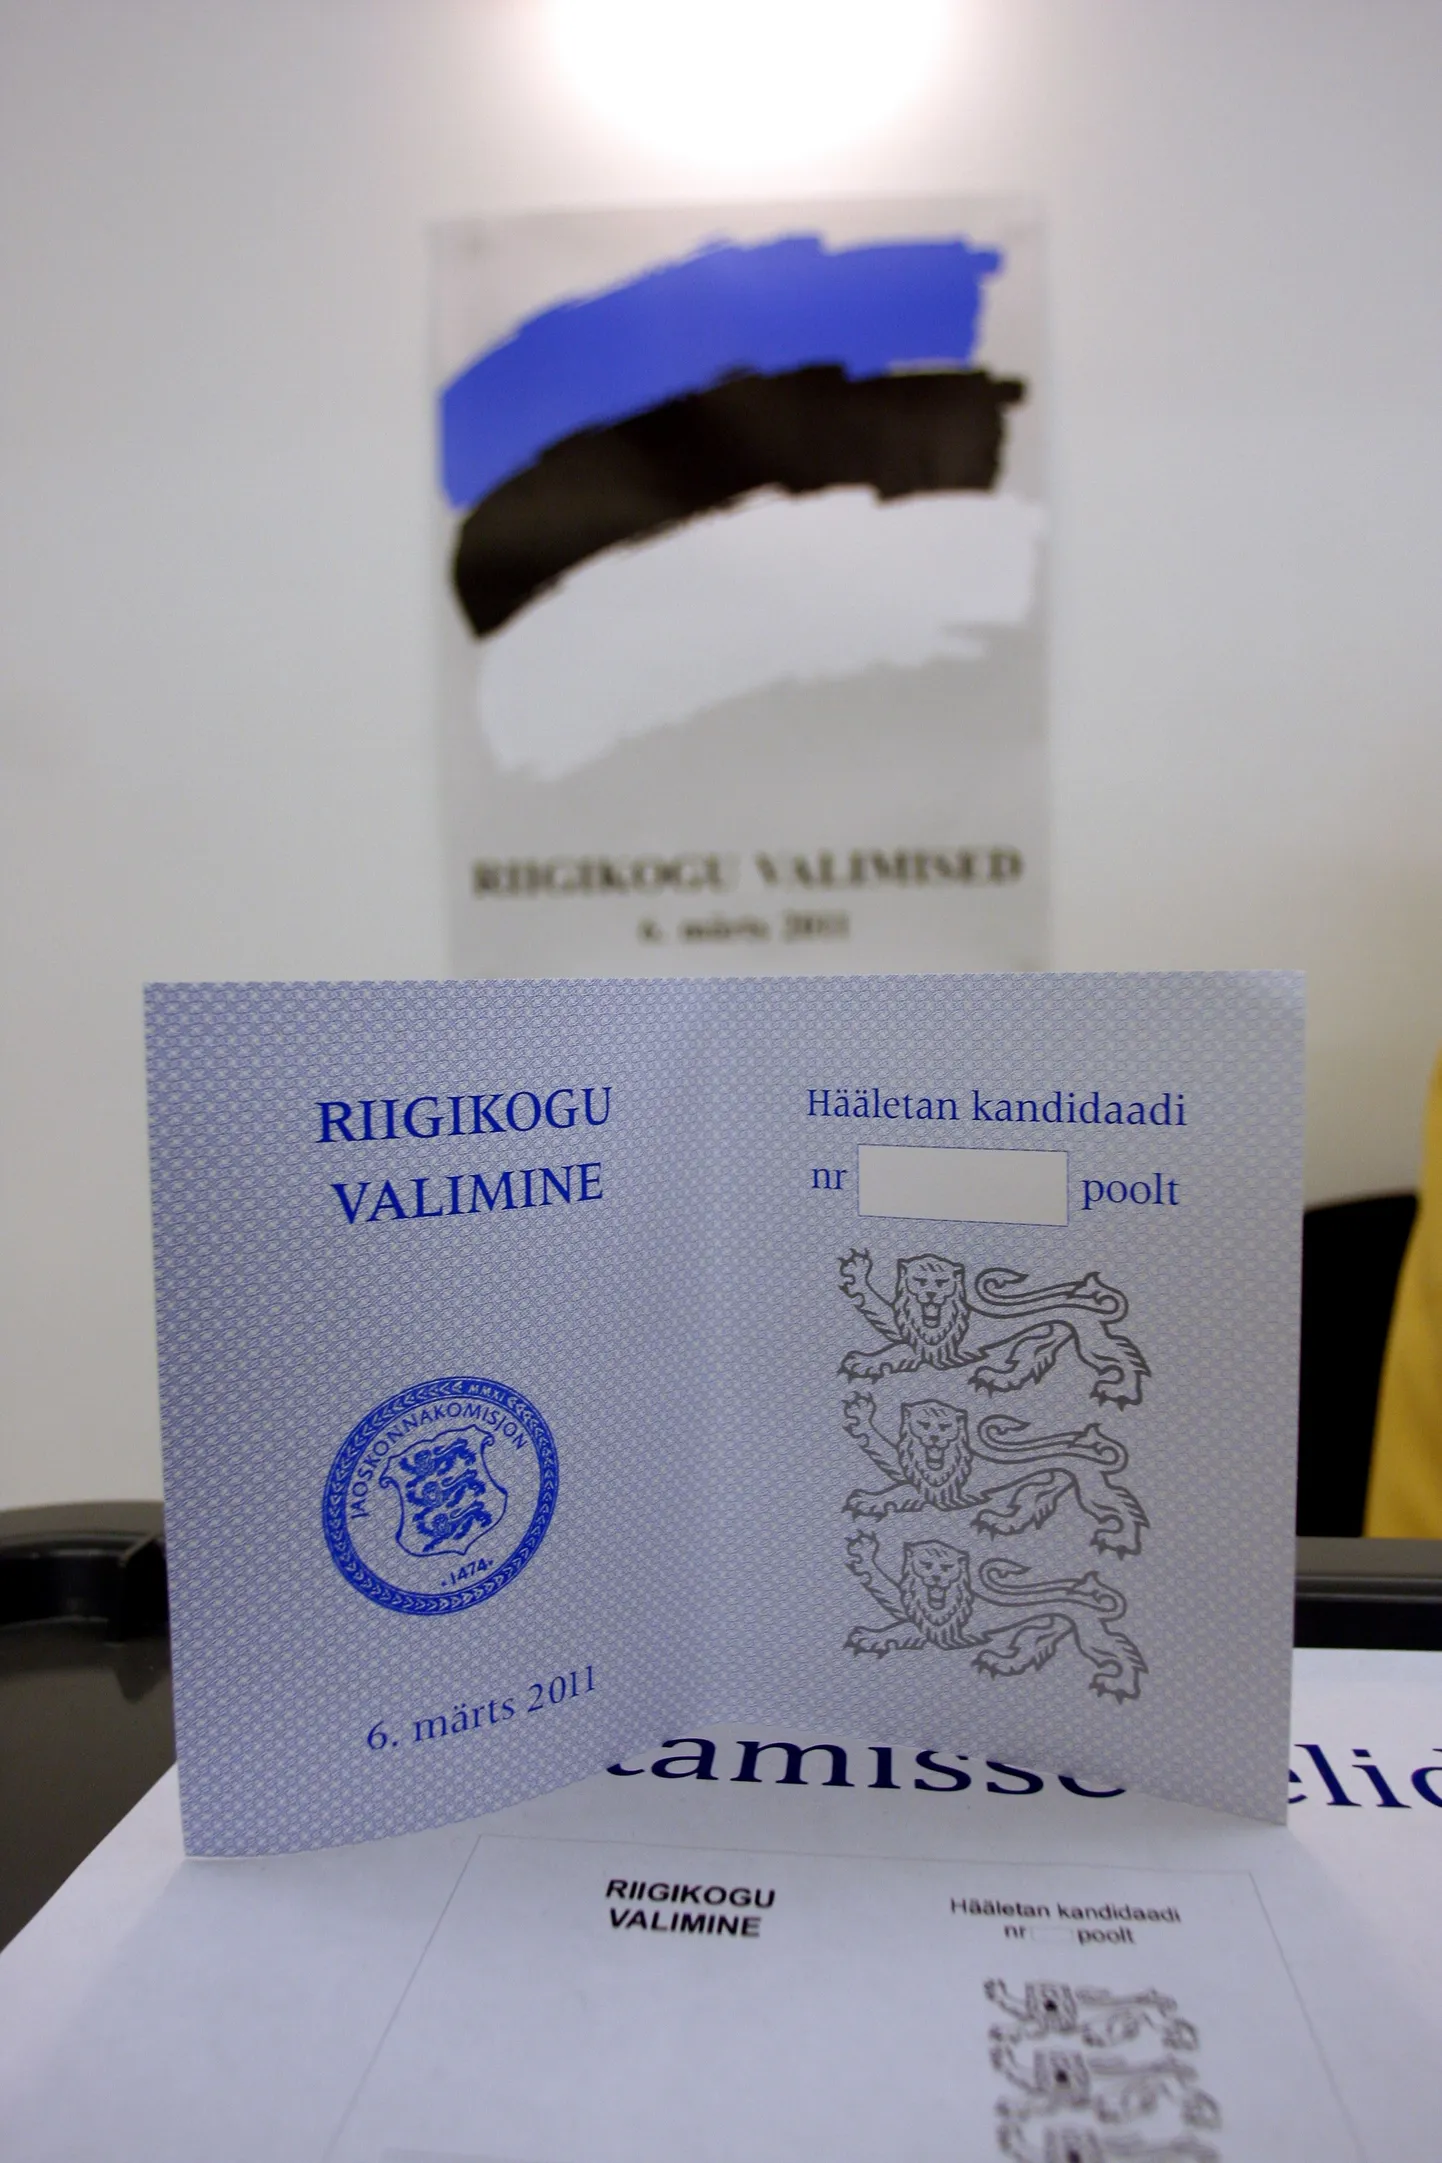 RIIGIKOGU VALIMISED
6. märts 2011
RIIGIKOGU
VALIMINE
MMXI
JAOSKONNAKOMISJON
·1474·
6. märts 2011
Hääletan kandidaadi
nr poolt
RIIGIKOGU
VALIMINE
Hääletan kandidaadi
nr poolt